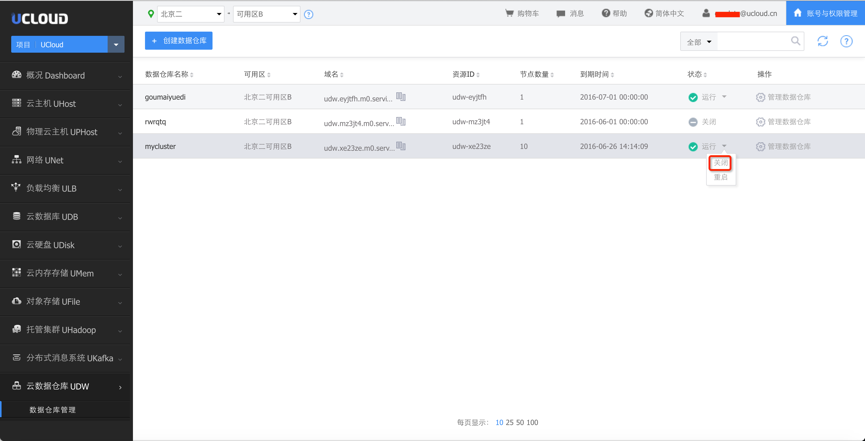 UCLOUD
北京二 - 可用区B
购物车 消息 帮助 简体中文 @ucloud.cn 账号与权限管理
项目 UCloud
+ 创建数据仓库
全部
数据仓库名称 可用区 域名 资源ID 节点数量 到期时间 状态 操作
goumaiyuedi 北京二可用区B udw.eyjtfh.m0.servi... udw-eyjtfh 1 2016-07-01 00:00:00 运行 管理数据仓库
rwrqtq 北京二可用区B udw.mz3jt4.m0.serv... udw-mz3jt4 1 2016-06-01 00:00:00 关闭 管理数据仓库
mycluster 北京二可用区B udw.xe23ze.m0.serv... udw-xe23ze 10 2016-06-26 14:14:09 运行 管理数据仓库
关闭
重启
概况 Dashboard
云主机 UHost
物理云主机 UPHost
网络 UNet
负载均衡 ULB
云数据库 UDB
云硬盘 UDisk
云内存存储 UMem
对象存储 UFile
托管集群 UHadoop
分布式消息系统 UKafka
云数据仓库 UDW
数据仓库管理
每页显示： 10 25 50 100